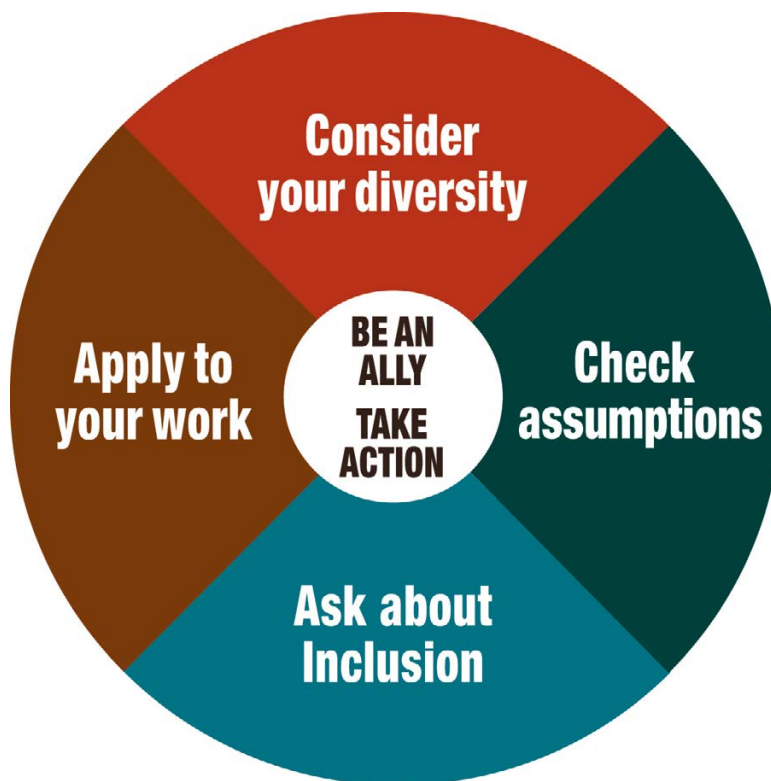 Consider
your diversity
BE AN
ALLY
TAKE
ACTION
Apply to
your work
Check
assumptions
Ask about
Inclusion